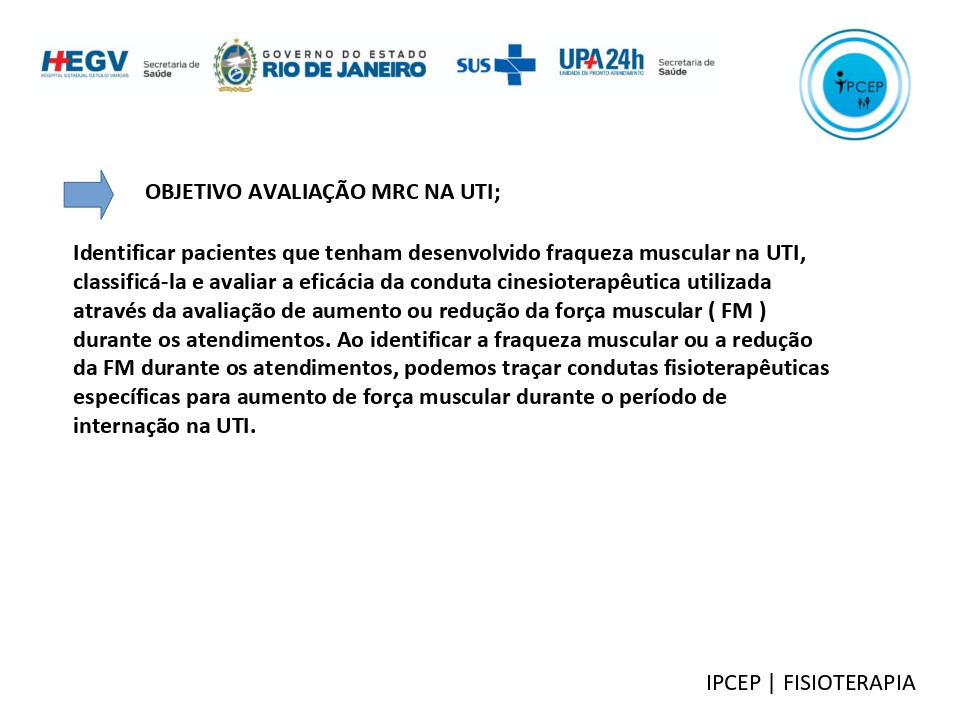 HEGV
HOSPITAL ESTADUAL GETÚLIO VARGAS
Secretaria de
Saúde
GOVERNO DO ESTADO
RIO DE JANEIRO
SUS
UPA 24h
UNIDADE DE PRONTO ATENDIMENTO
Secretaria de
Saúde
IPCEP
OBJETIVO AVALIAÇÃO MRC NA UTI;
Identificar pacientes que tenham desenvolvido fraqueza muscular na UTI,
classificá-la e avaliar a eficácia da conduta cinesioterapêutica utilizada
através da avaliação de aumento ou redução da força muscular ( FM )
durante os atendimentos. Ao identificar a fraqueza muscular ou a redução
da FM durante os atendimentos, podemos traçar condutas fisioterapêuticas
específicas para aumento de força muscular durante o período de
internação na UTI.
IPCEP | FISIOTERAPIA